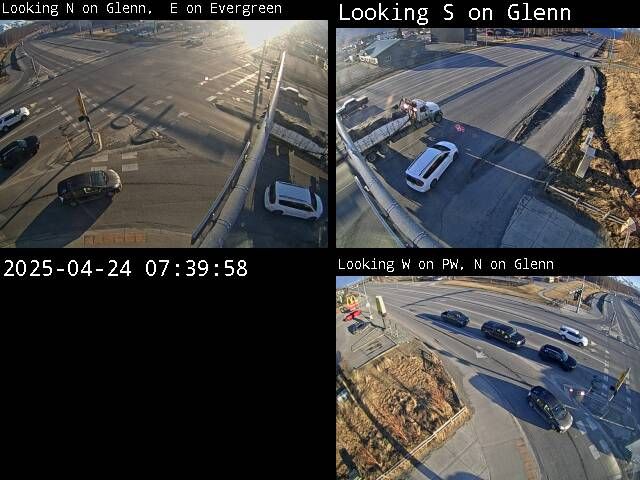 Looking N on Glenn,  E on Evergreen
Looking S on Glenn
2025-04-24 07:39:58
Looking W on PW, N on Glenn